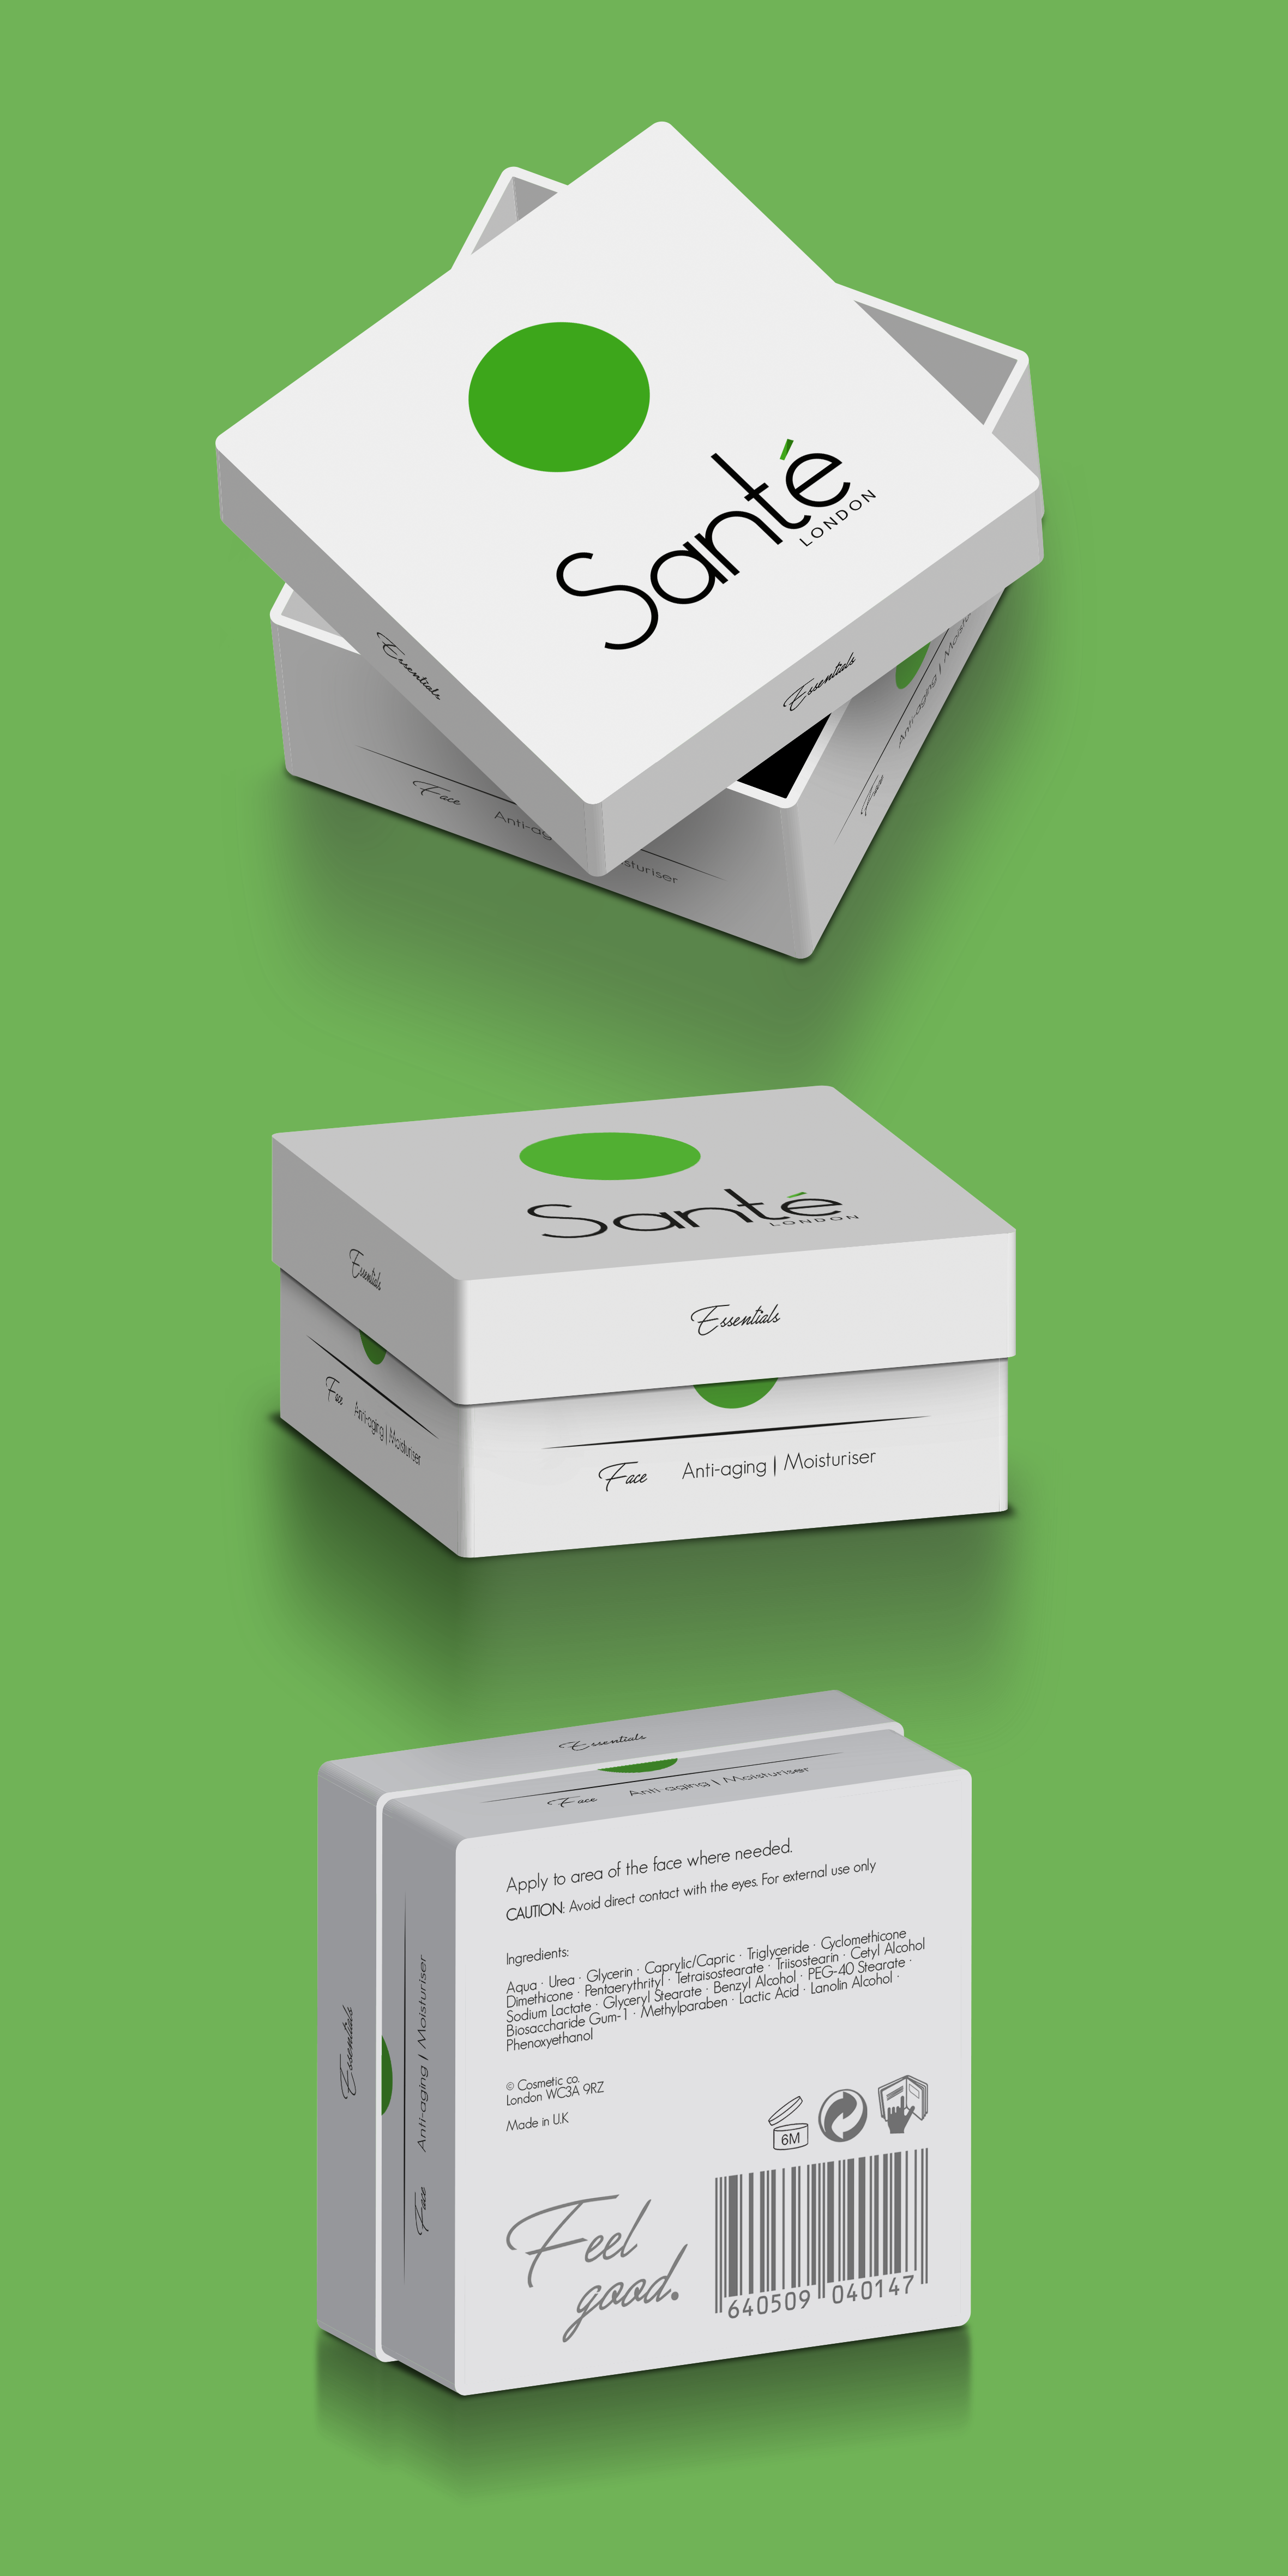 Santé
LONDON
Essentials
Essentials
Face Anti-ag
sturiser
Face Anti-aging | Mois
Santé
LONDON
Essentials
Essentials
Face Anti-aging | Moisturiser
Face Anti-aging | Moisturiser
Essentials
Face Anti-aging | Moisturiser
Essentials
Face Anti-aging | Moisturiser
Apply to area of the face where needed.
CAUTION: Avoid direct contact with the eyes. For external use only
Ingredients:
Aqua · Urea · Glycerin · Caprylic/Capric · Triglyceride · Cyclomethicone
Dimethicone · Pentaerythrityl · Tetraisostearate · Triisostearin · Cetyl Alcohol
Sodium Lactate · Glyceryl Stearate · Benzyl Alcohol · PEG-40 Stearate ·
Biosaccharide Gum-1 · Methylparaben · Lactic Acid · Lanolin Alcohol ·
Phenoxyethanol
© Cosmetic co.
London WC3A 9RZ
Made in U.K
6M
Feel
good.
640509 040147